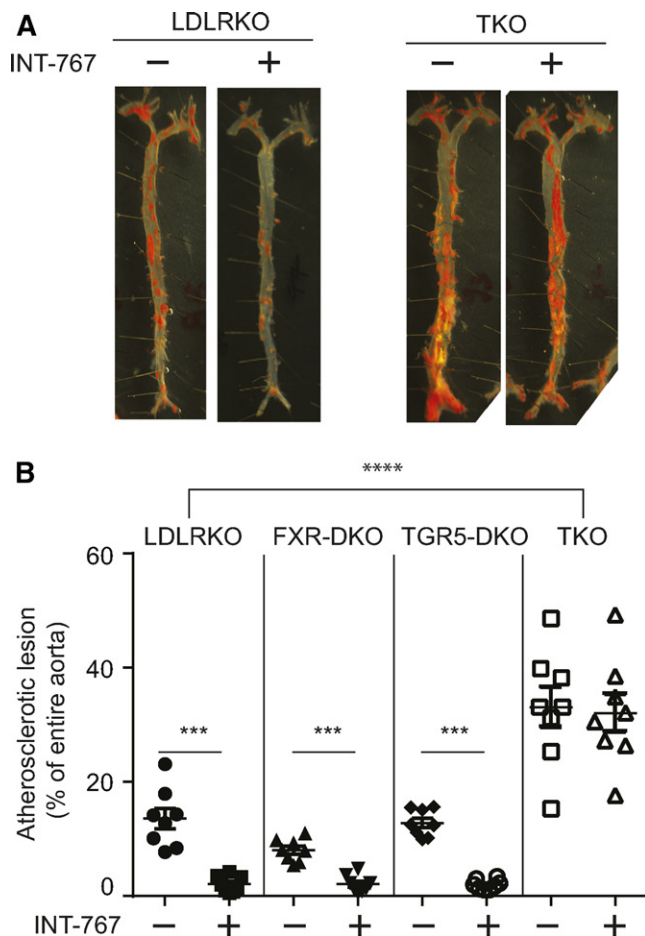 A
LDLRKO TKO
INT-767 − + − +
B
****
LDLRKO FXR-DKO TGR5-DKO TKO
60
40
20
0
Atherosclerotic lesion
(% of entire aorta)
*** *** ***
INT-767 − + − + − + − +